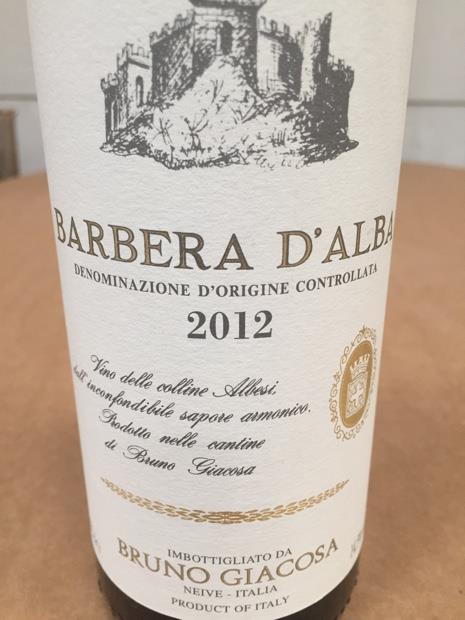 BARBERA D'ALBA
DENOMINAZIONE D'ORIGINE CONTROLLATA
2012
Vino delle colline Albesi,
dall'inconfondibile sapore armonico.
Prodotto nelle cantine
di Bruno Giacosa
IMBOTTIGLIATO DA
BRUNO GIACOSA
NEIVE - ITALIA
PRODUCT OF ITALY